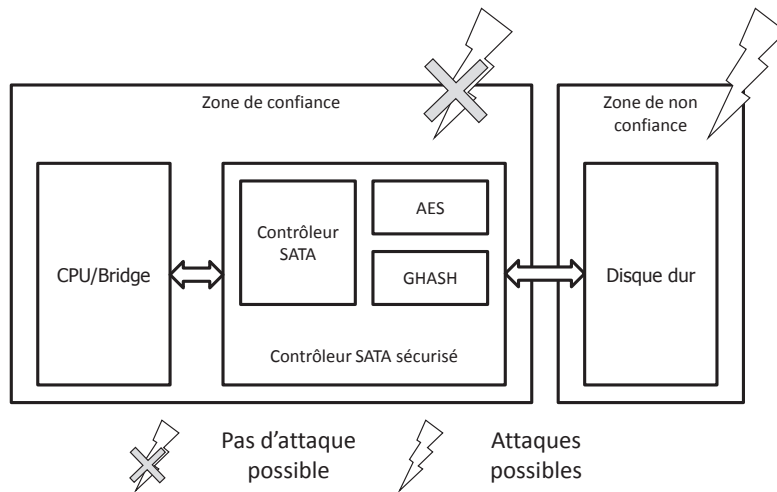 Zone de confiance
Zone de non
confiance
CPU/Bridge
Contrôleur
SATA
AES
GHASH
Contrôleur SATA sécurisé
Disque dur
Pas d'attaque
possible
Attaques
possibles